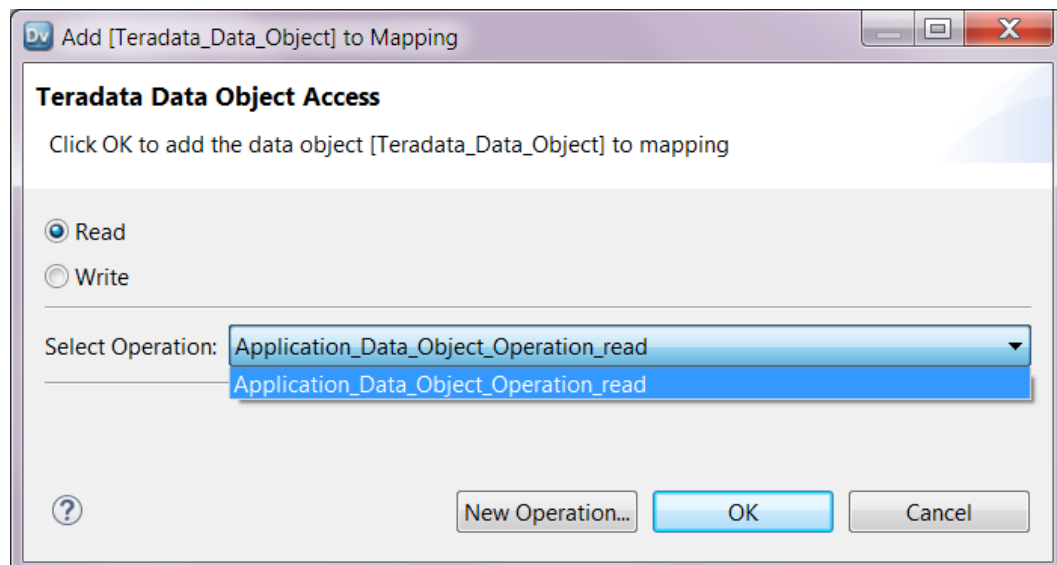 Dv Add [Teradata_Data_Object] to Mapping
Teradata Data Object Access
Click OK to add the data object [Teradata_Data_Object] to mapping
Read
Write
Select Operation: Application_Data_Object_Operation_read
Application_Data_Object_Operation_read
? New Operation... OK Cancel